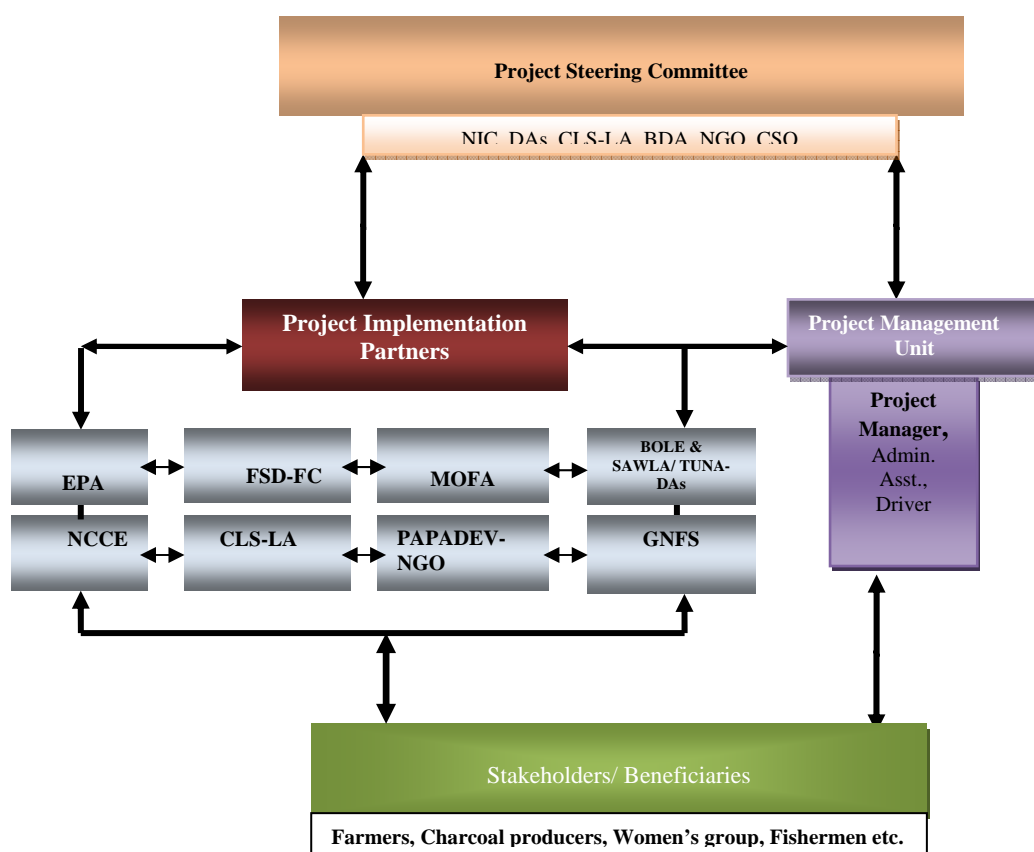 Project Steering Committee
NIC DAs CLS-LA BDA NGO CSO
Project Implementation
Partners
Project Management
Unit
Project
Manager,
Admin.
Asst.,
Driver
EPA
FSD-FC
MOFA
BOLE &
SAWLA/ TUNA-
DAs
NCCE
CLS-LA
PAPADEV-
NGO
GNFS
Stakeholders/ Beneficiaries
Farmers, Charcoal producers, Women's group, Fishermen etc.